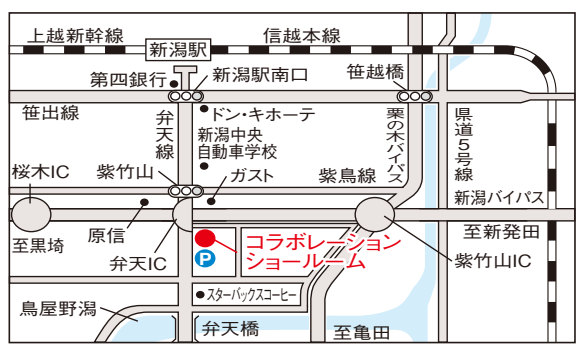 上越新幹線
信越本線
新潟駅
第四銀行
新潟駅南口
笹越橋
笹出線
弁天線
ドン・キホーテ
新潟中央
自動車学校
栗の木バイパス
県道5号線
桜木IC
紫竹山
ガスト
紫鳥線
新潟バイパス
至黒埼
原信
弁天IC
コラボレーション
ショールーム
P
至新発田
紫竹山IC
スターバックスコーヒー
鳥屋野潟
弁天橋
至亀田